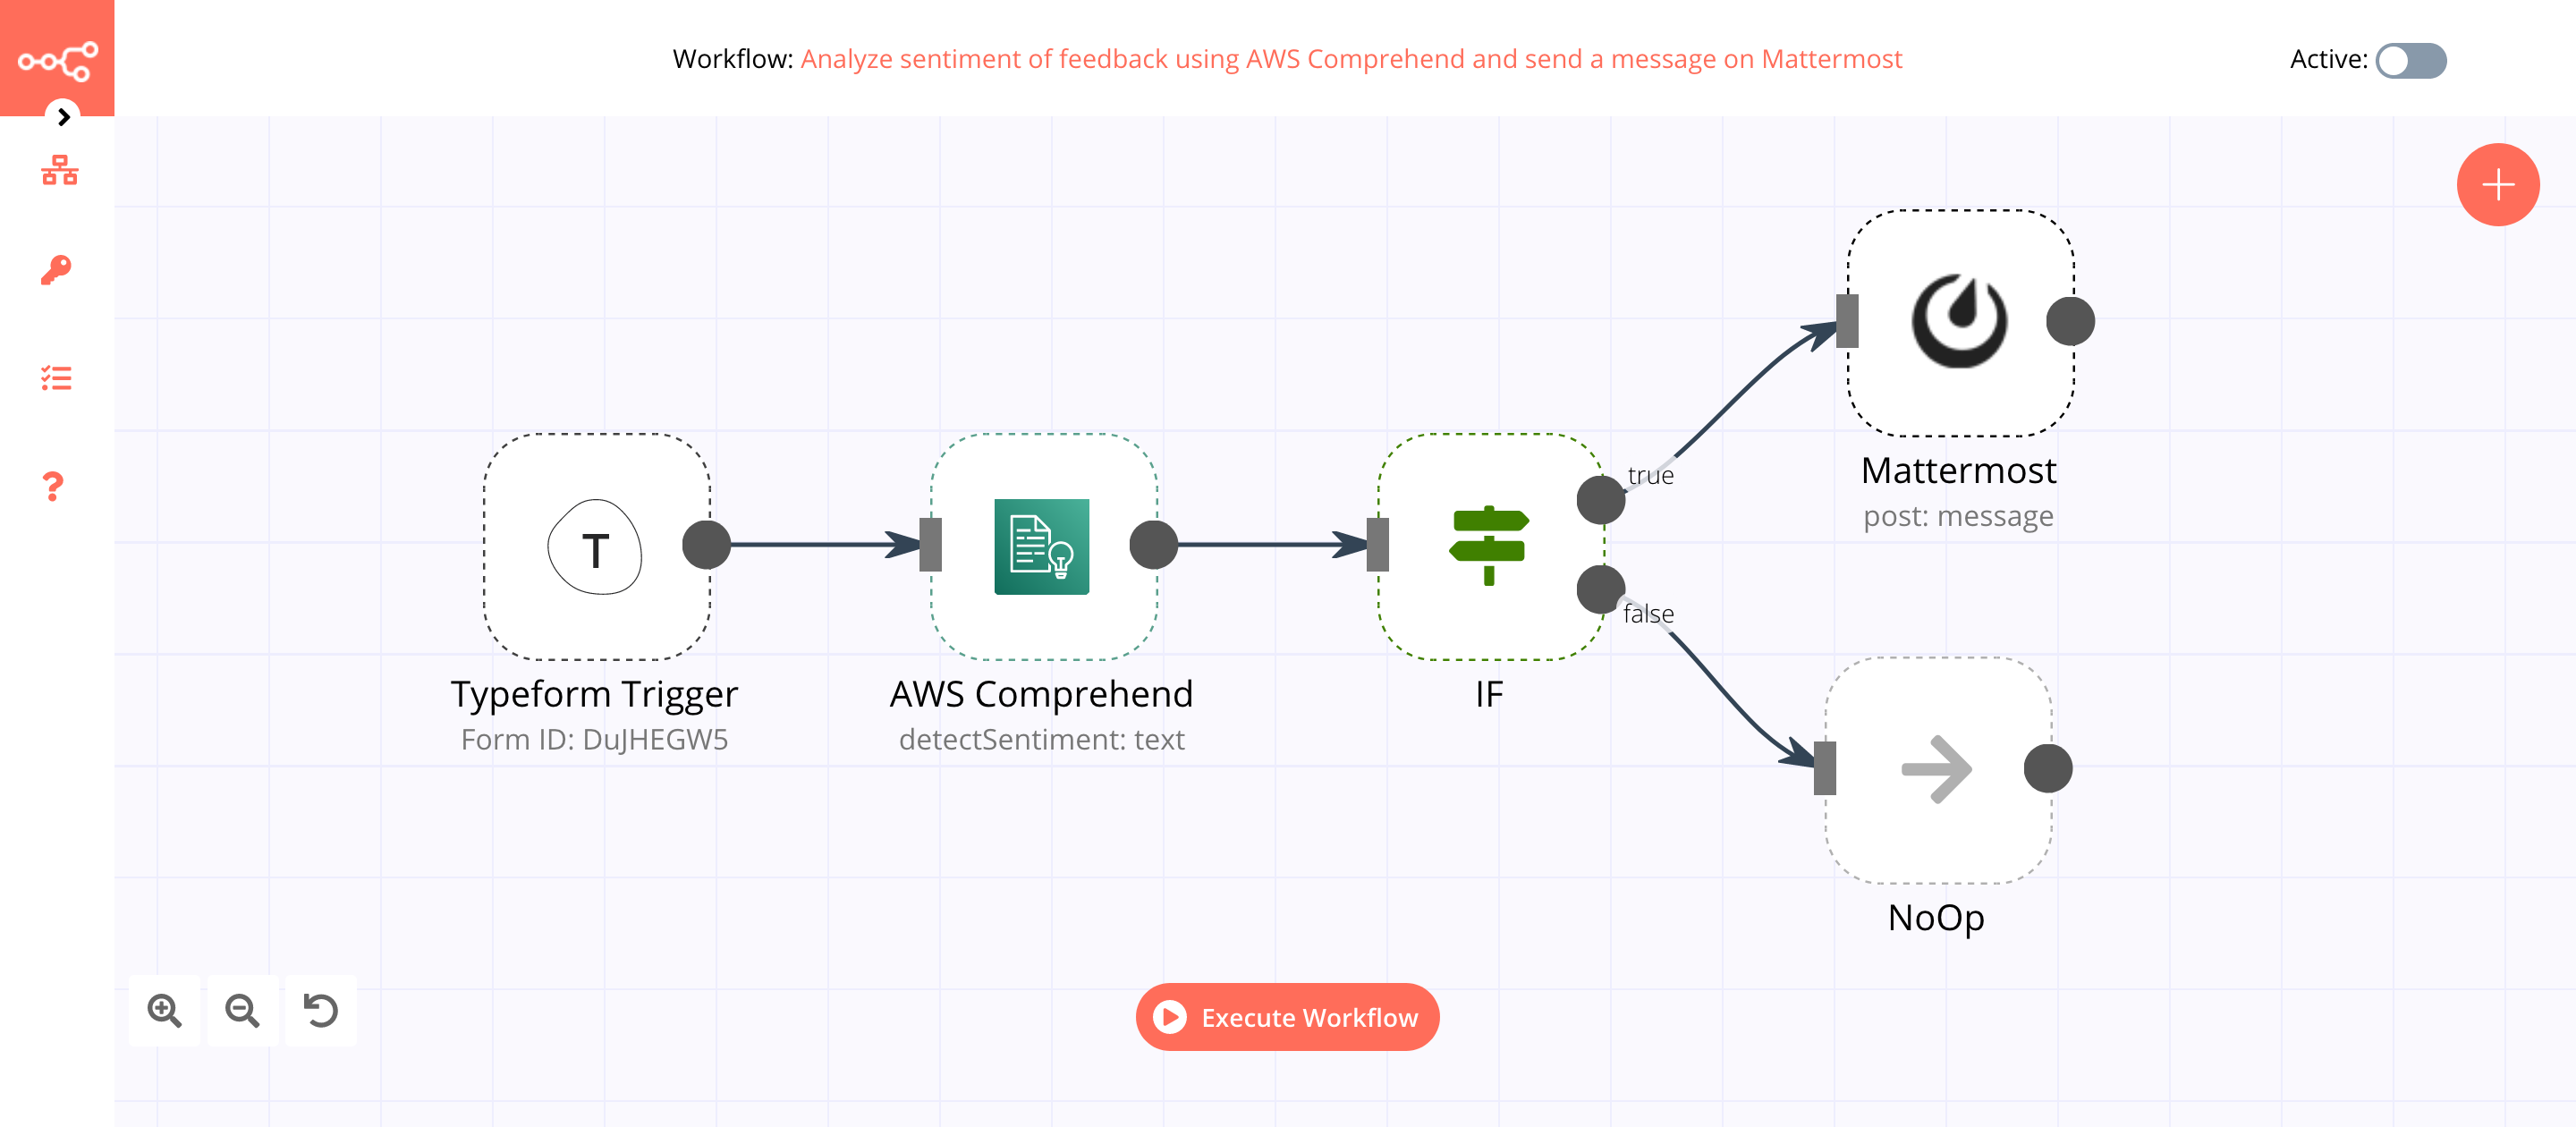 Workflow: Analyze sentiment of feedback using AWS Comprehend and send a message on Mattermost
Active:
true
Mattermost
post: message
T
false
Typeform Trigger
Form ID: DuJHEGW5
AWS Comprehend
detectSentiment: text
IF
NoOp
Execute Workflow